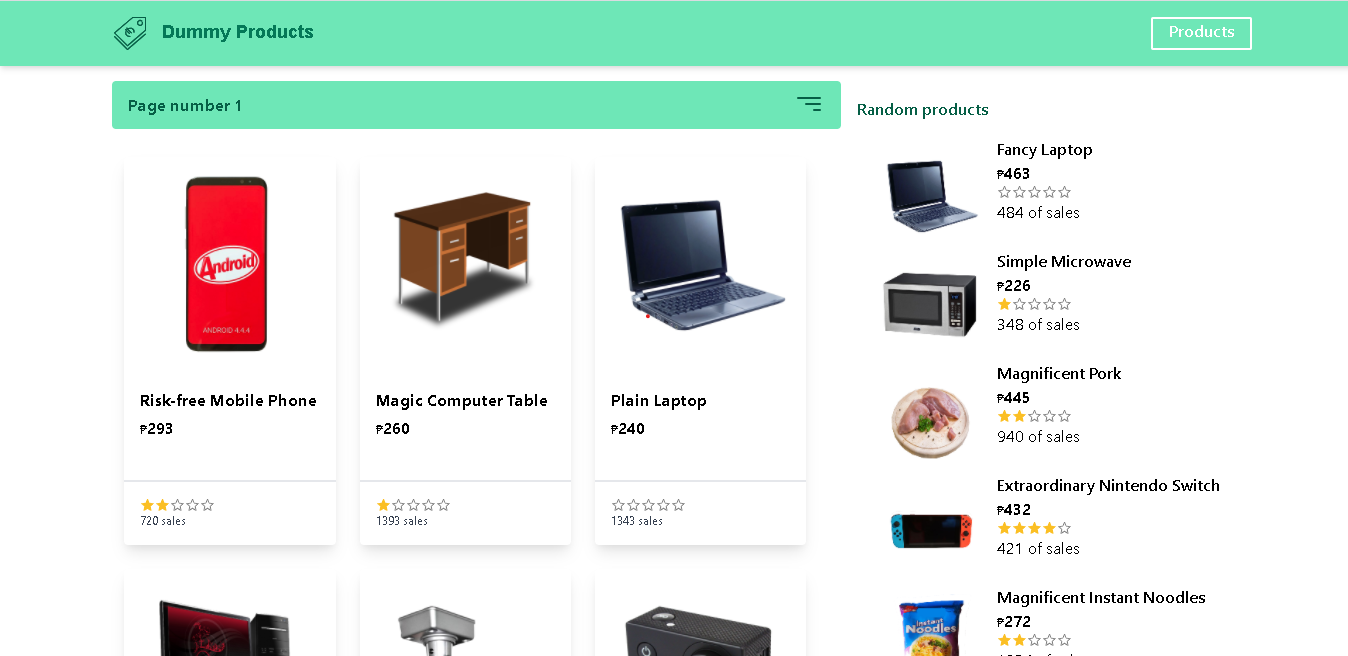 Dummy Products
Products
Page number 1
Android
ANDROID 4.4.4
Risk-free Mobile Phone
₱293
720 sales
Magic Computer Table
₱260
1393 sales
Plain Laptop
₱240
1343 sales
Random products
Fancy Laptop
₱463
484 of sales
Simple Microwave
₱226
348 of sales
Magnificent Pork
₱445
940 of sales
Extraordinary Nintendo Switch
₱432
421 of sales
Instant
Noodles
Magnificent Instant Noodles
₱272